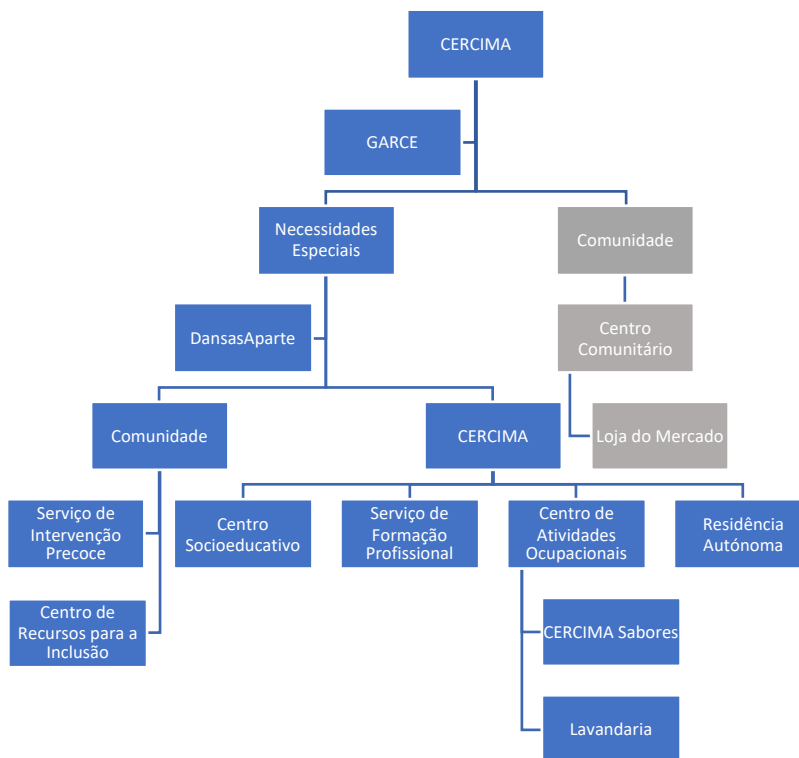 CERCIMA
GARCE
Necessidades
Especiais
Comunidade
DansasAparte
Centro
Comunitário
Comunidade
CERCIMA
Loja do Mercado
Serviço de
Intervenção
Precoce
Centro
Socioeducativo
Serviço de
Formação
Profissional
Centro de
Atividades
Ocupacionais
Residência
Autónoma
Centro de
Recursos para a
Inclusão
CERCIMA Sabores
Lavandaria